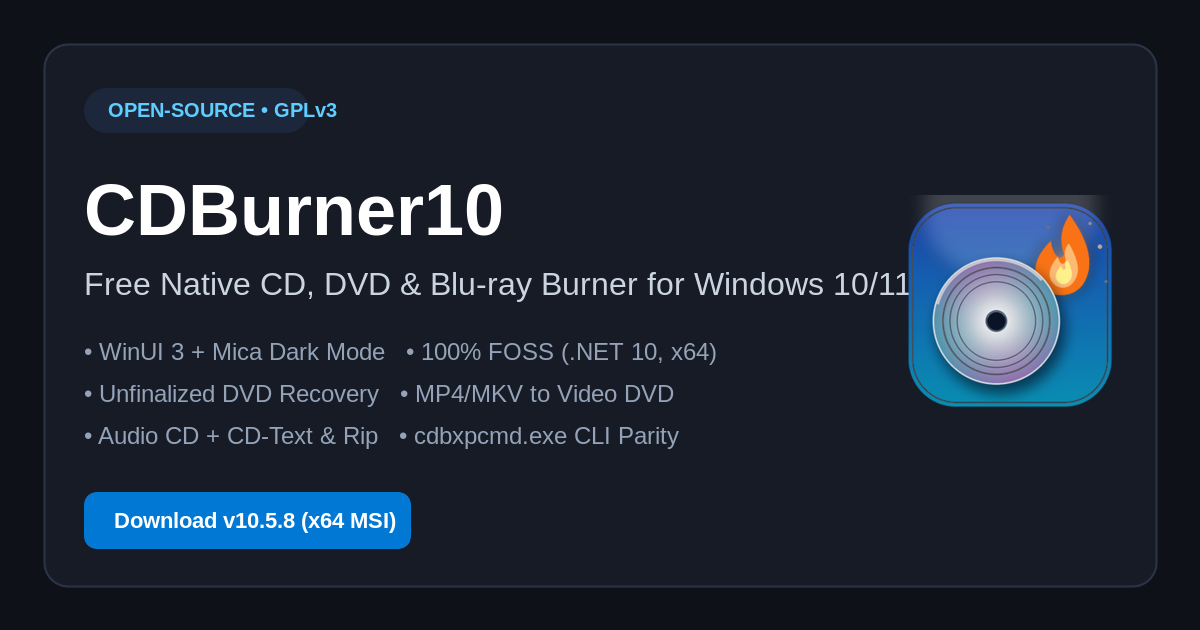 OPEN-SOURCE • GPLv3
CDBurner10
Free Native CD, DVD & Blu-ray Burner for Windows 10/11
• WinUI 3 + Mica Dark Mode • 100% FOSS (.NET 10, x64)
• Unfinalized DVD Recovery • MP4/MKV to Video DVD
• Audio CD + CD-Text & Rip • cdbxpcmd.exe CLI Parity
Download v10.5.8 (x64 MSI)